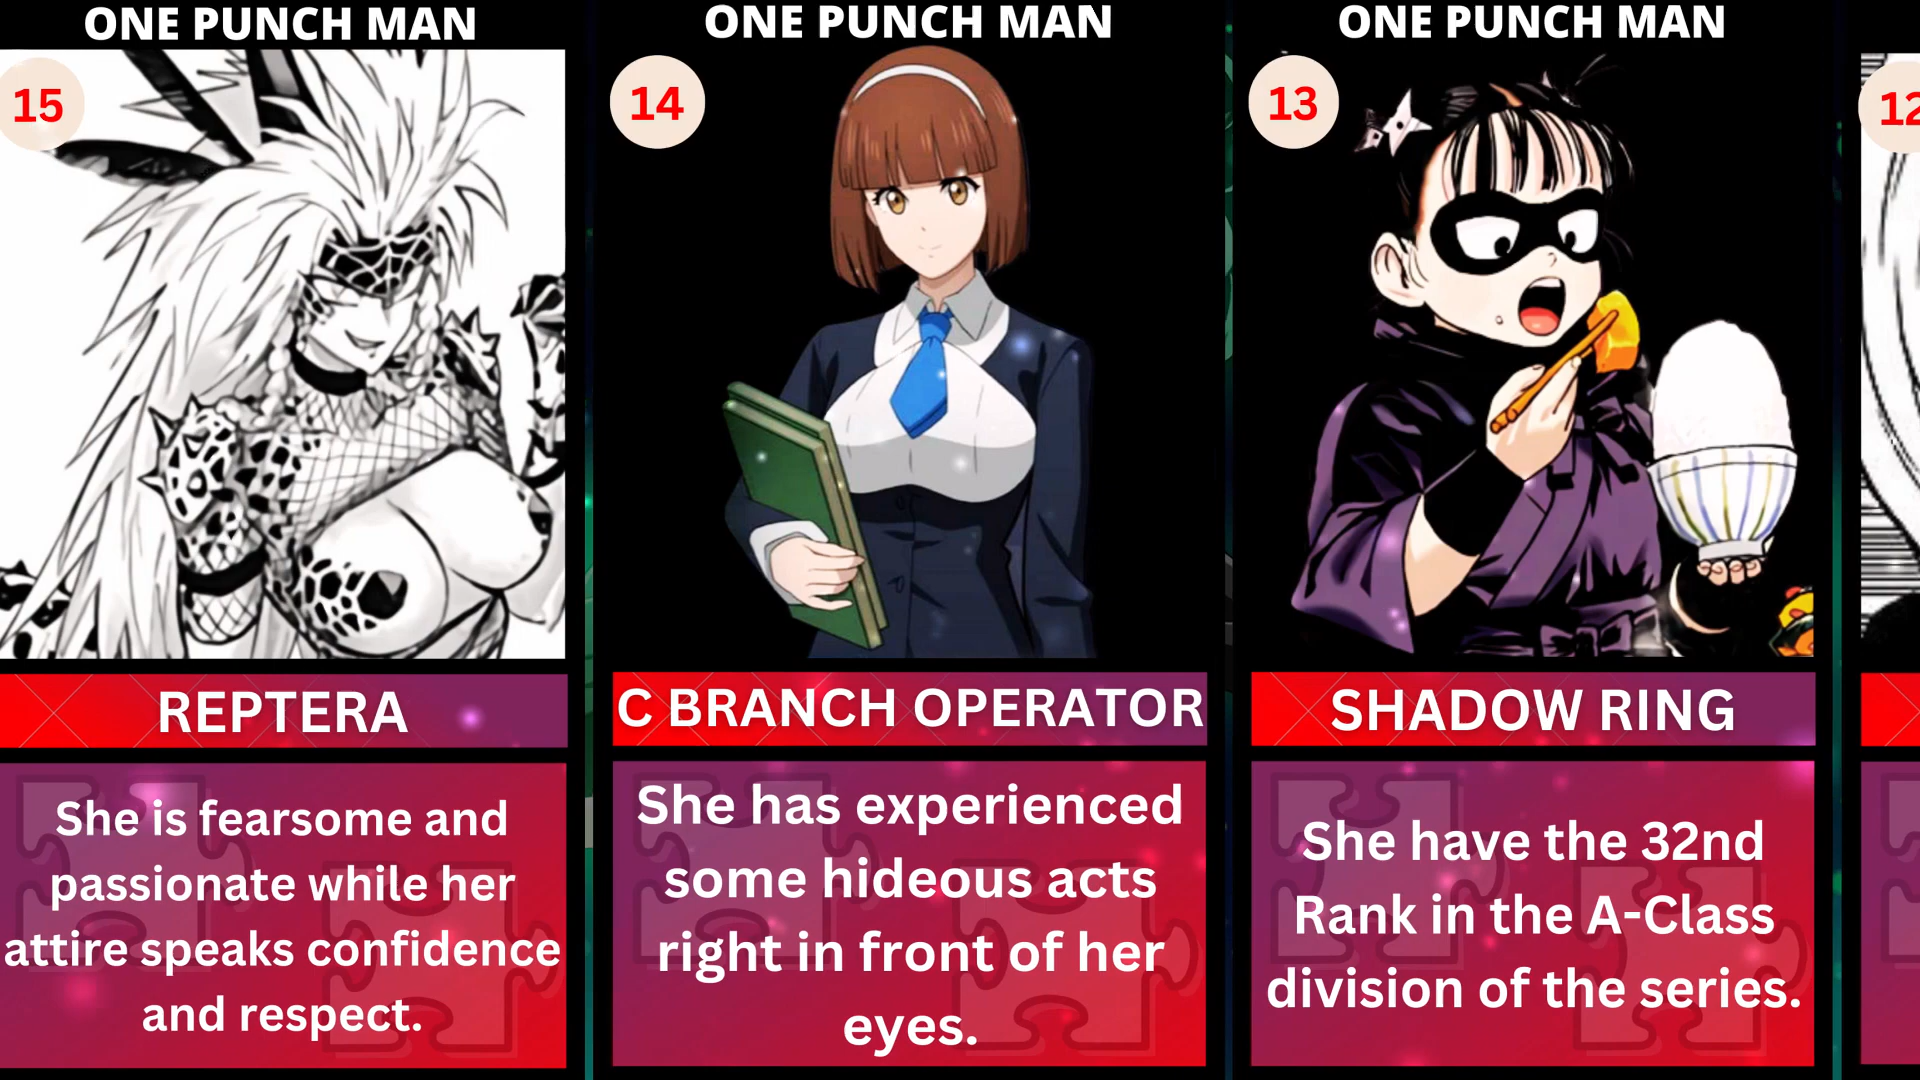 ONE PUNCH MAN
15
REPTERA
She is fearsome and
passionate while her
attire speaks confidence
and respect.
ONE PUNCH MAN
14
C BRANCH OPERATOR
She has experienced
some hideous acts
right in front of her
eyes.
ONE PUNCH MAN
13
SHADOW RING
She have the 32nd
Rank in the A-Class
division of the series.
12